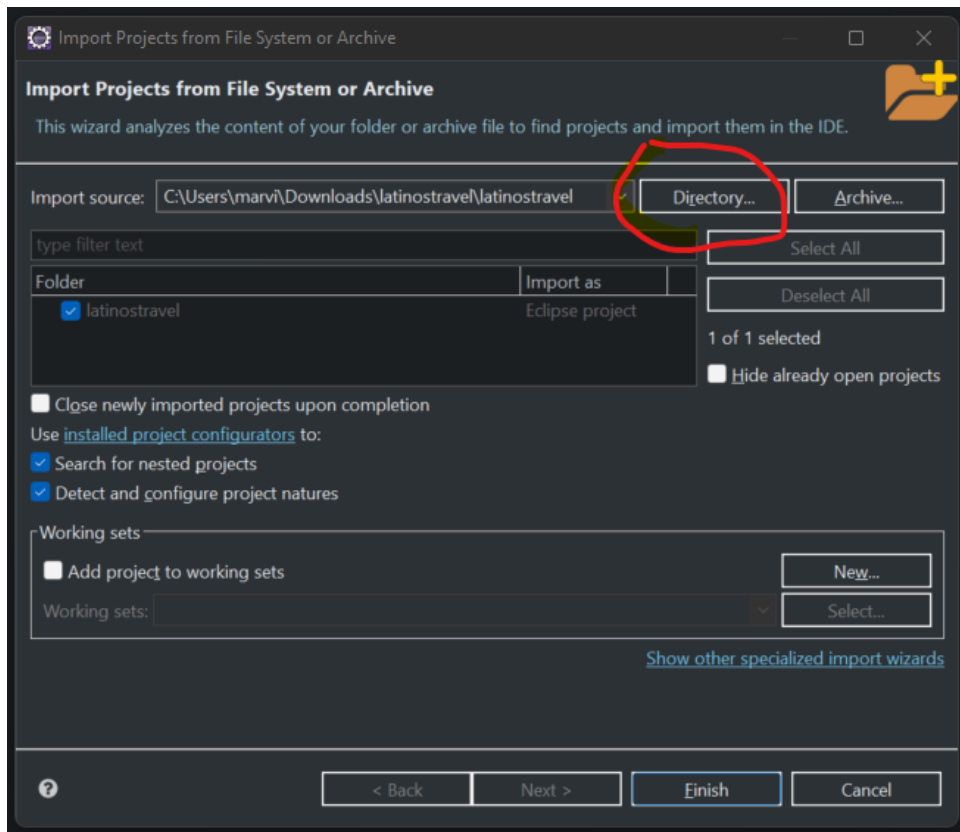 Import Projects from File System or Archive
Import Projects from File System or Archive
This wizard analyzes the content of your folder or archive file to find projects and import them in the IDE.
Import source: C:\Users\marvi\Downloads\latinostravel\latinostravel Directory... Archive...
type filter text Select All
Folder Import as
Deselect All
latinostravel Eclipse project
1 of 1 selected
Hide already open projects
Close newly imported projects upon completion
Use installed project configurators to:
Search for nested projects
Detect and configure project natures
Working sets
Add project to working sets New...
Working sets: Select...
Show other specialized import wizards
? < Back Next > Finish Cancel